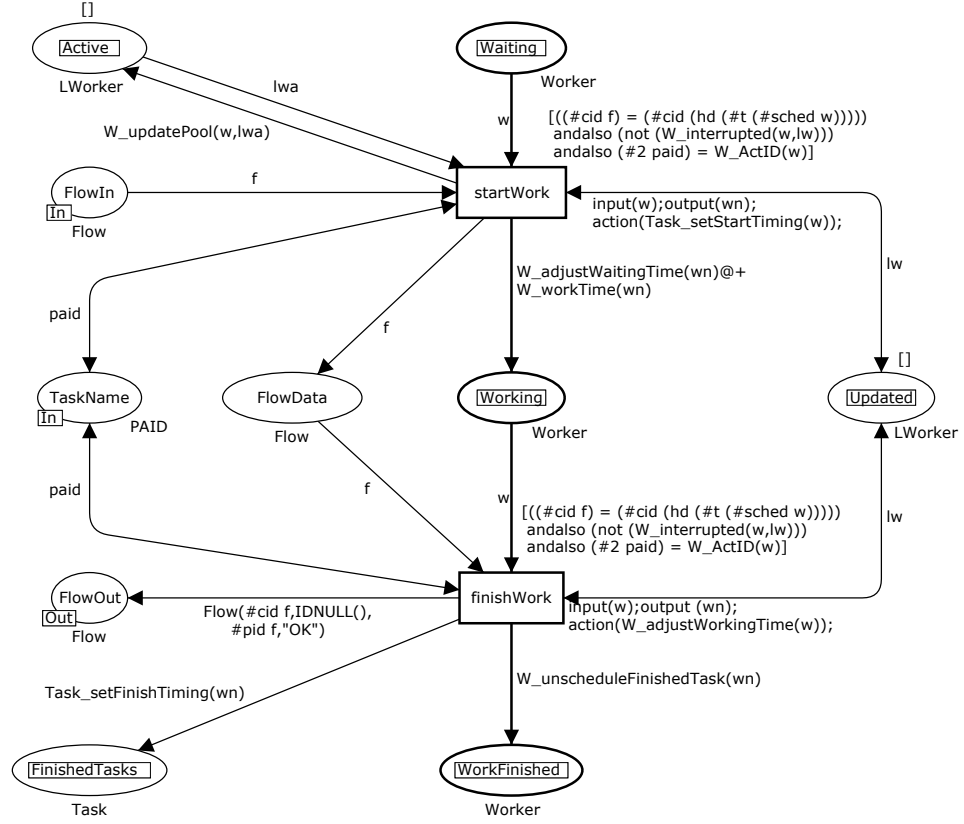 []
Active
Waiting
LWorker
Worker
lwa
W_updatePool(w,lwa)
w
[((#cid f) = (#cid (hd (#t (#sched w)))))
andalso (not (W_interrupted(w,lw)))
andalso (#2 paid) = W_ActID(w)]
FlowIn
In
Flow
f
startWork
input(w);output(wn);
action(Task_setStartTiming(w));
W_adjustWaitingTime(wn)@+
W_workTime(wn)
lw
paid
f
[]
TaskName
In
PAID
FlowData
Flow
Working
Worker
Updated
LWorker
paid
f
w
[((#cid f) = (#cid (hd (#t (#sched w)))))
andalso (not (W_interrupted(w,lw)))
andalso (#2 paid) = W_ActID(w)]
lw
FlowOut
Out
Flow
Flow(#cid f,IDNULL(),
#pid f,"OK")
finishWork
input(w);output (wn);
action(W_adjustWorkingTime(w));
Task_setFinishTiming(wn)
W_unscheduleFinishedTask(wn)
FinishedTasks
Task
WorkFinished
Worker